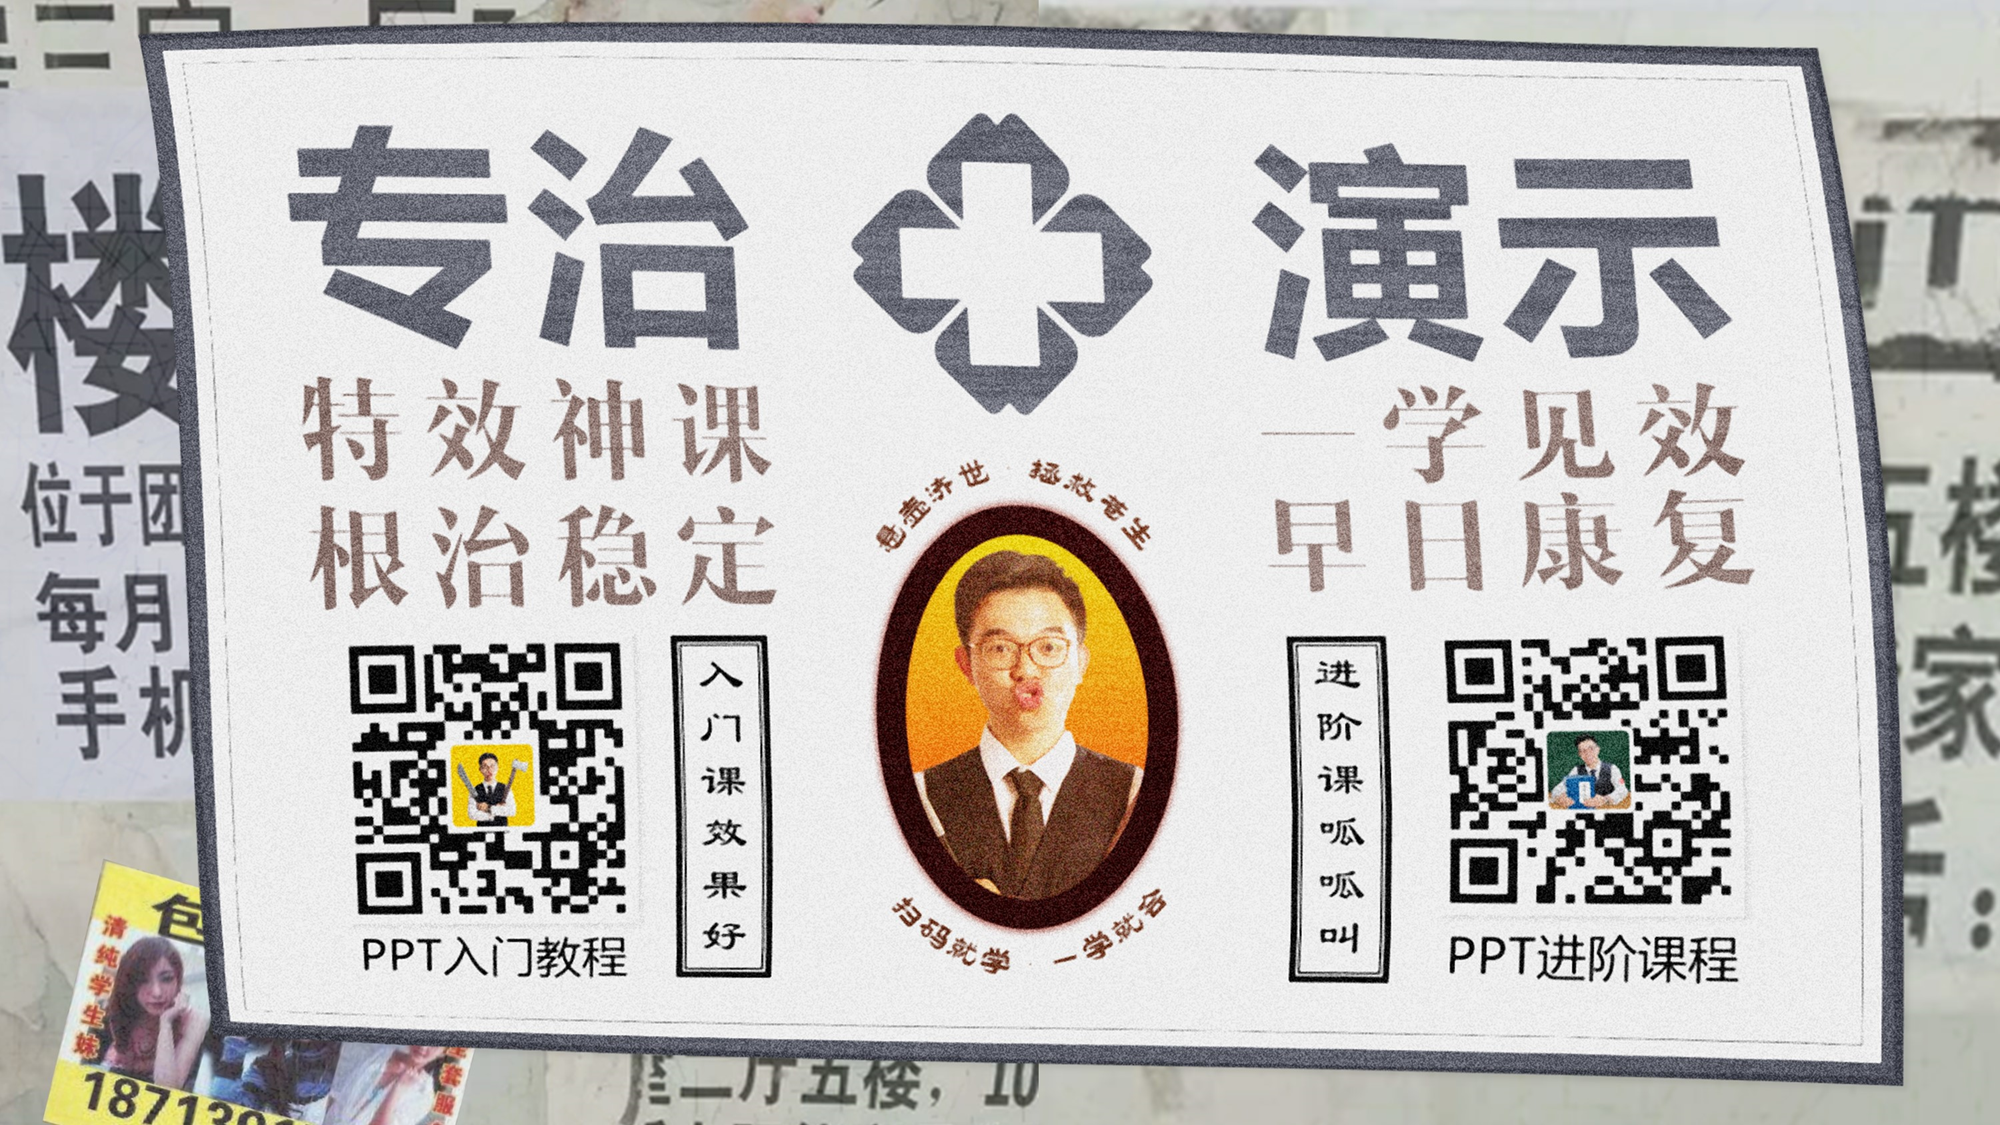 专治
演示
特效神课
根治稳定
一学见效
早日康复
悬壶济世 拯救苍生
扫码就学 一学就会
入门课效果好
进阶课呱呱叫
PPT入门教程
PPT进阶课程
楼
位于团
每月
手机
清纯学生妹
包
二厅五楼，10
五楼
家